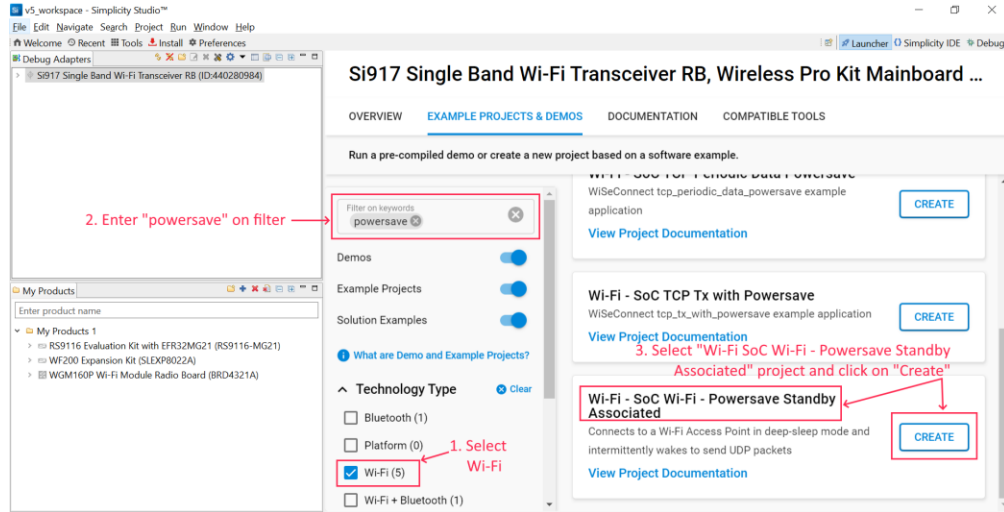 v5_workspace - Simplicity Studio™
File Edit Navigate Search Project Run Window Help
Welcome Recent Tools Install Preferences
Launcher Simplicity IDE Debug
Debug Adapters
Si917 Single Band Wi-Fi Transceiver RB (ID:440280984)
2. Enter "powersave" on filter
My Products
Enter product name
My Products 1
RS9116 Evaluation Kit with EFR32MG21 (RS9116-MG21)
WF200 Expansion Kit (SLEXP8022A)
WGM160P Wi-Fi Module Radio Board (BRD4321A)
Si917 Single Band Wi-Fi Transceiver RB, Wireless Pro Kit Mainboard ...
OVERVIEW EXAMPLE PROJECTS & DEMOS DOCUMENTATION COMPATIBLE TOOLS
Run a pre-compiled demo or create a new project based on a software example.
Filter on keywords
powersave
Demos
Example Projects
Solution Examples
What are Demo and Example Projects?
Technology Type Clear
Bluetooth (1)
Platform (0)
Wi-Fi (5)
Wi-Fi + Bluetooth (1)
1. Select
Wi-Fi
Wi-Fi - SoC TCP Periodic Data Powersave
WiSeConnect tcp_periodic_data_powersave example
application
CREATE
View Project Documentation
Wi-Fi - SoC TCP Tx with Powersave
WiSeConnect tcp_tx_with_powersave example application
CREATE
View Project Documentation
3. Select "Wi-Fi SoC Wi-Fi - Powersave Standby
Associated" project and click on "Create"
Wi-Fi - SoC Wi-Fi - Powersave Standby
Associated
Connects to a Wi-Fi Access Point in deep-sleep mode and
intermittently wakes to send UDP packets
CREATE
View Project Documentation